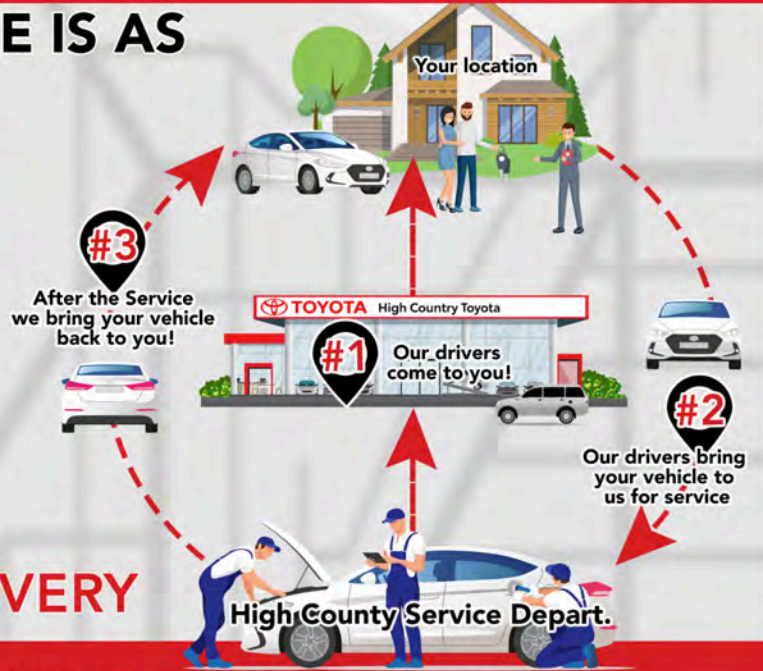 E IS AS
Your location
#3
After the Service
we bring your vehicle
back to you!
TOYOTA High Country Toyota
#1
Our drivers
come to you!
#2
Our drivers bring
your vehicle to
us for service
VERY
High County Service Depart.